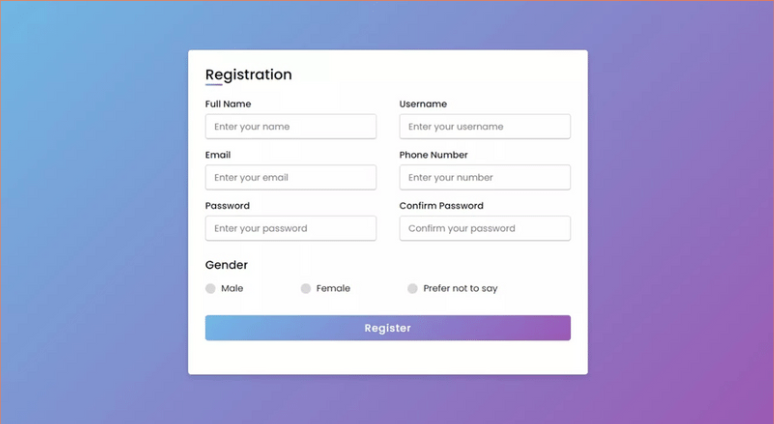 Registration
Full Name
Username
Enter your name
Enter your username
Email
Phone Number
Enter your email
Enter your number
Password
Confirm Password
Enter your password
Confirm your password
Gender
Male
Female
Prefer not to say
Register